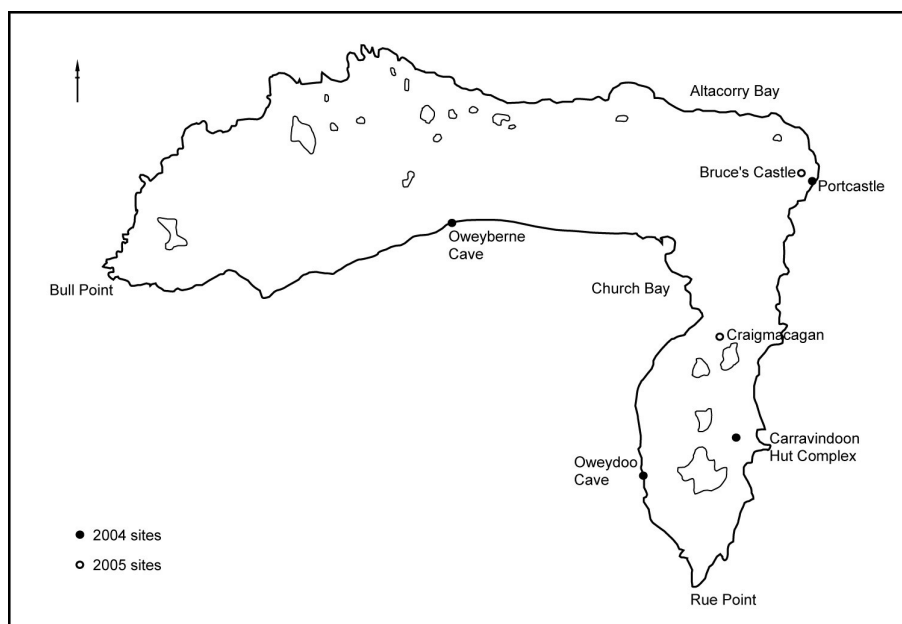 Altacorry Bay
Bruce's Castle
Portcastle
Oweyberne
Cave
Bull Point
Church Bay
Craigmacagan
Carravindoon
Hut Complex
Oweydoo
Cave
2004 sites
2005 sites
Rue Point